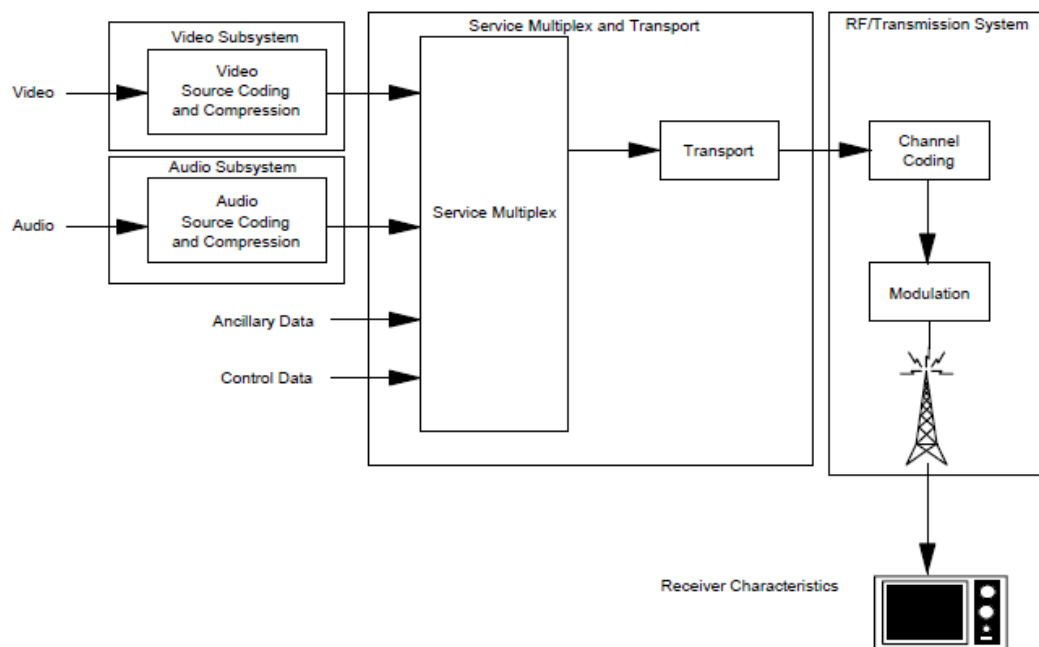 Video Subsystem
Video
Video
Source Coding
and Compression
Audio Subsystem
Audio
Audio
Source Coding
and Compression
Service Multiplex and Transport
Service Multiplex
Transport
Ancillary Data
Control Data
RF/Transmission System
Channel
Coding
Modulation
Receiver Characteristics